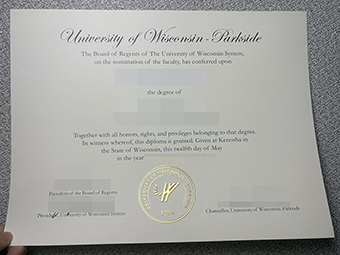 University of Wisconsin-Parkside
The Board of Regents of The University of Wisconsin System,
on the nomination of the faculty, has conferred upon
the degree of
Together with all honors, rights, and privileges belonging to that degree.
In witness whereof, this diploma is granted. Given at Kenosha in
the State of Wisconsin, this twelfth day of May
in the year
President of the Board of Regents
President, University of Wisconsin System
Chancellor, University of Wisconsin Parkside